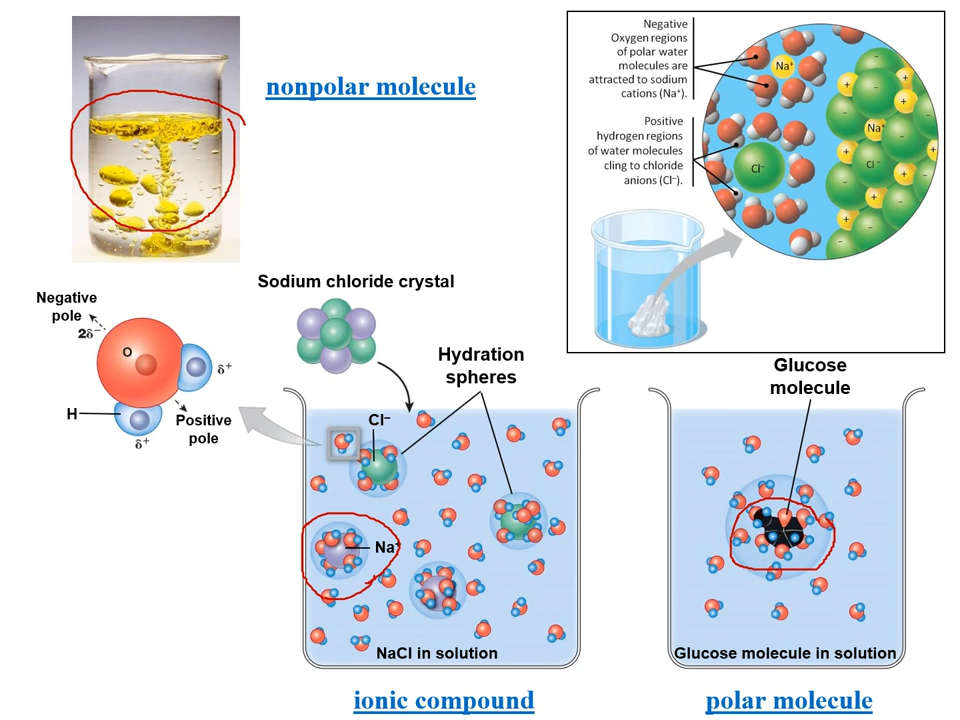 nonpolar molecule
Negative
Oxygen regions
of polar water
molecules are
attracted to sodium
cations (Na⁺).
Positive
hydrogen regions
of water molecules
cling to chloride
anions (Cl⁻).
Na⁺
Cl⁻
Na⁺
Cl⁻
+
+
+
+
+
+
+
-
-
-
-
-
-
-
Sodium chloride crystal
Negative
pole
2δ⁻
O
δ⁺
H
δ⁺
Positive
pole
Hydration
spheres
Cl⁻
Na⁺
NaCl in solution
Glucose
molecule
Glucose molecule in solution
ionic compound
polar molecule